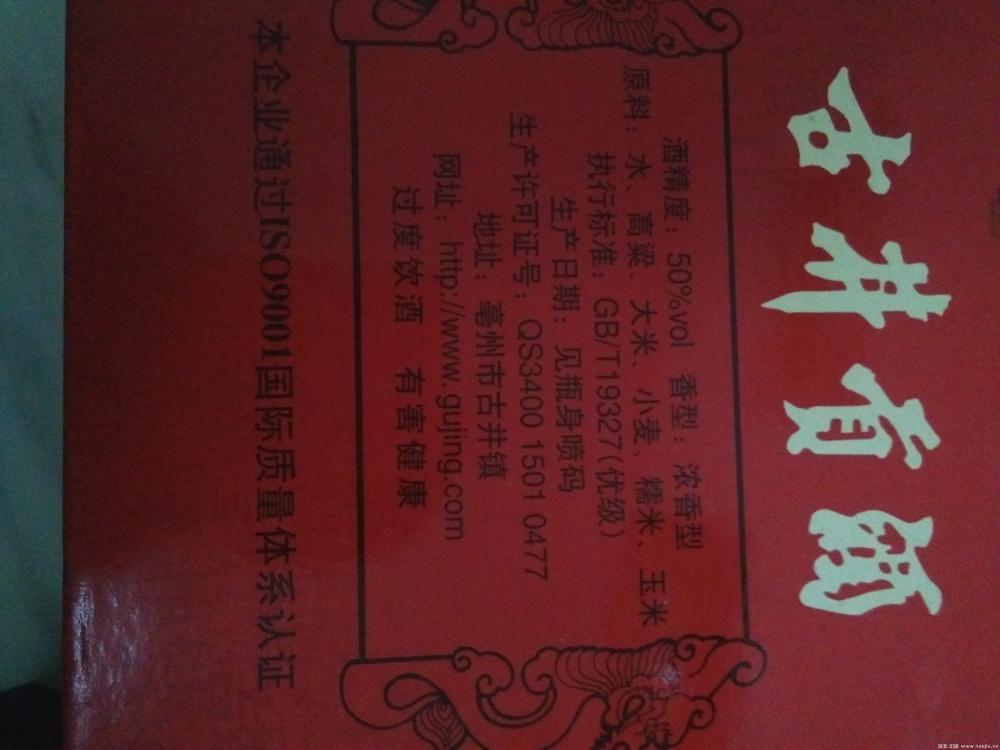 古井贡酒
酒精度：50%vol 香型：浓香型
原料：水、高粱、大米、小麦、糯米、玉米
执行标准：GB/T19327(优级)
生产日期：见瓶身喷码
生产许可证号：QS3400 1501 0477
地址：亳州市古井镇
网址：http://www.gujing.com
过度饮酒 有害健康
本企业通过ISO9001国际质量体系认证